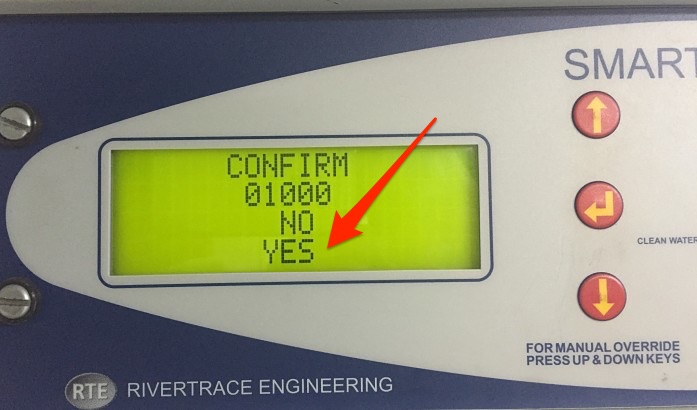 SMART
CONFIRM
01000
NO
YES
CLEAN WATER
FOR MANUAL OVERRIDE
PRESS UP & DOWN KEYS
RTE RIVERTRACE ENGINEERING